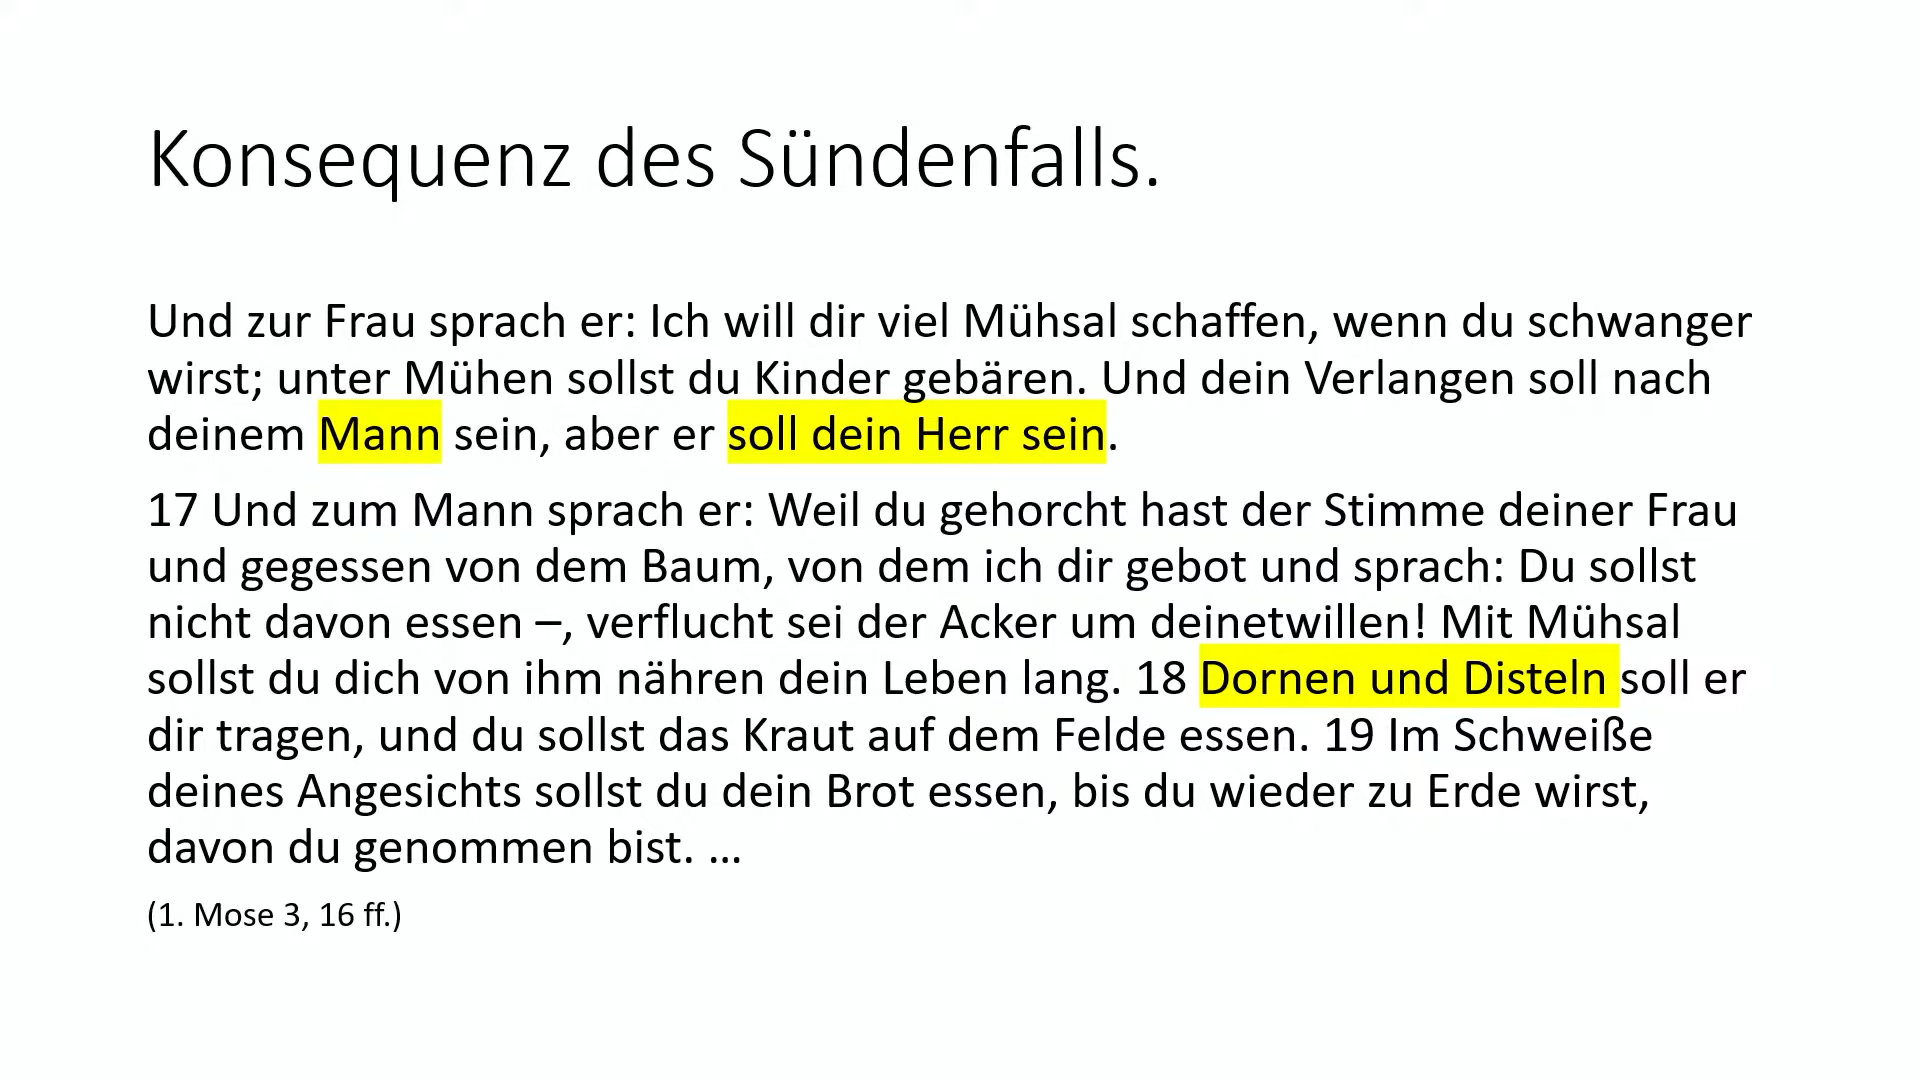 Konsequenz des Sündenfalls.
Und zur Frau sprach er: Ich will dir viel Mühsal schaffen, wenn du schwanger
wirst; unter Mühen sollst du Kinder gebären. Und dein Verlangen soll nach
deinem Mann sein, aber er soll dein Herr sein.
17 Und zum Mann sprach er: Weil du gehorcht hast der Stimme deiner Frau
und gegessen von dem Baum, von dem ich dir gebot und sprach: Du sollst
nicht davon essen –, verflucht sei der Acker um deinetwillen! Mit Mühsal
sollst du dich von ihm nähren dein Leben lang. 18 Dornen und Disteln soll er
dir tragen, und du sollst das Kraut auf dem Felde essen. 19 Im Schweiße
deines Angesichts sollst du dein Brot essen, bis du wieder zu Erde wirst,
davon du genommen bist. …
(1. Mose 3, 16 ff.)